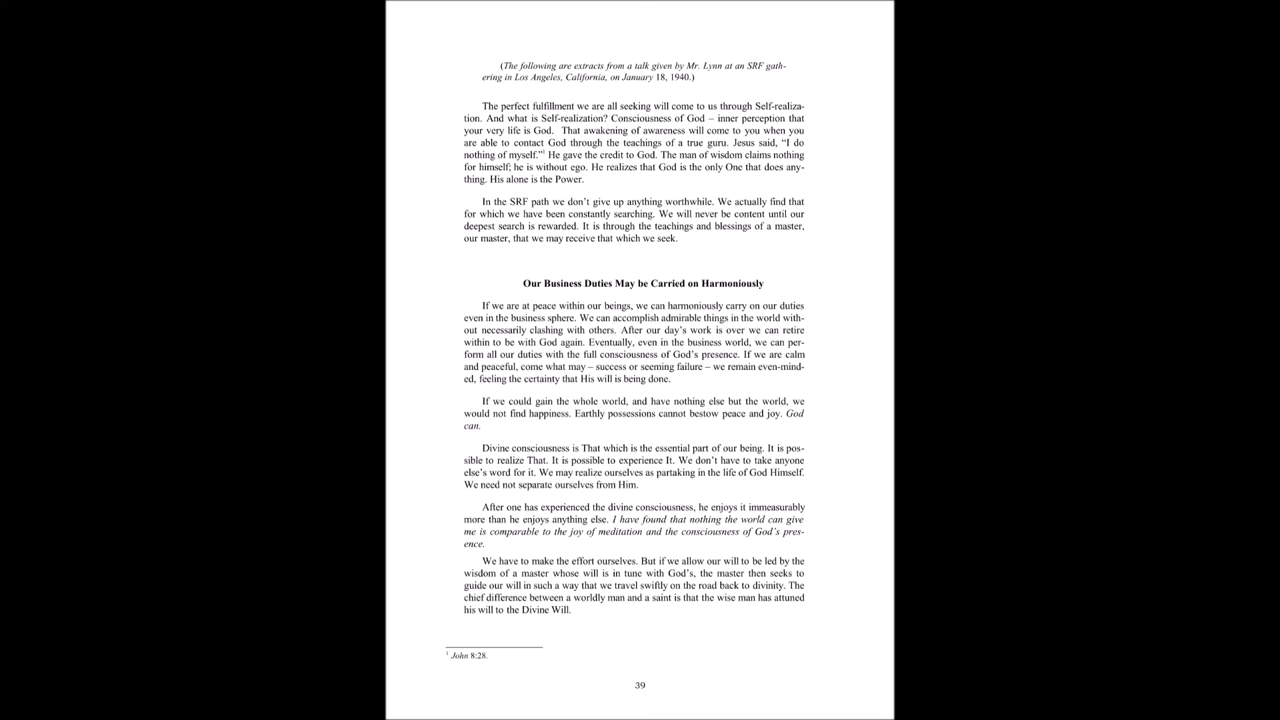 (The following are extracts from a talk given by Mr. Lynn at an SRF gath-
ering in Los Angeles, California, on January 18, 1940.)
The perfect fulfillment we are all seeking will come to us through Self-realiza-
tion. And what is Self-realization? Consciousness of God – inner perception that
your very life is God. That awakening of awareness will come to you when you
are able to contact God through the teachings of a true guru. Jesus said, “I do
nothing of myself.”1 He gave the credit to God. The man of wisdom claims nothing
for himself; he is without ego. He realizes that God is the only One that does any-
thing. His alone is the Power.
In the SRF path we don’t give up anything worthwhile. We actually find that
for which we have been constantly searching. We will never be content until our
deepest search is rewarded. It is through the teachings and blessings of a master,
our master, that we may receive that which we seek.
Our Business Duties May be Carried on Harmoniously
If we are at peace within our beings, we can harmoniously carry on our duties
even in the business sphere. We can accomplish admirable things in the world with-
out necessarily clashing with others. After our day’s work is over we can retire
within to be with God again. Eventually, even in the business world, we can per-
form all our duties with the full consciousness of God’s presence. If we are calm
and peaceful, come what may – success or seeming failure – we remain even-mind-
ed, feeling the certainty that His will is being done.
If we could gain the whole world, and have nothing else but the world, we
would not find happiness. Earthly possessions cannot bestow peace and joy. God
can.
Divine consciousness is That which is the essential part of our being. It is pos-
sible to realize That. It is possible to experience It. We don’t have to take anyone
else’s word for it. We may realize ourselves as partaking in the life of God Himself.
We need not separate ourselves from Him.
After one has experienced the divine consciousness, he enjoys it immeasurably
more than he enjoys anything else. I have found that nothing the world can give
me is comparable to the joy of meditation and the consciousness of God’s pres-
ence.
We have to make the effort ourselves. But if we allow our will to be led by the
wisdom of a master whose will is in tune with God’s, the master then seeks to
guide our will in such a way that we travel swiftly on the road back to divinity. The
chief difference between a worldly man and a saint is that the wise man has attuned
his will to the Divine Will.
1 John 8:28.
39